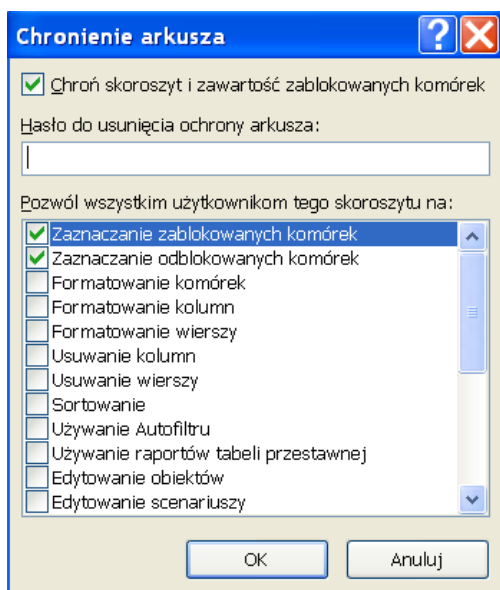 Chronienie arkusza
Chroń skoroszyt i zawartość zablokowanych komórek
Hasło do usunięcia ochrony arkusza:
Pozwól wszystkim użytkownikom tego skoroszytu na:
Zaznaczanie zablokowanych komórek
Zaznaczanie odblokowanych komórek
Formatowanie komórek
Formatowanie kolumn
Formatowanie wierszy
Usuwanie kolumn
Usuwanie wierszy
Sortowanie
Używanie Autofiltru
Używanie raportów tabeli przestawnej
Edytowanie obiektów
Edytowanie scenariuszy
OK Anuluj